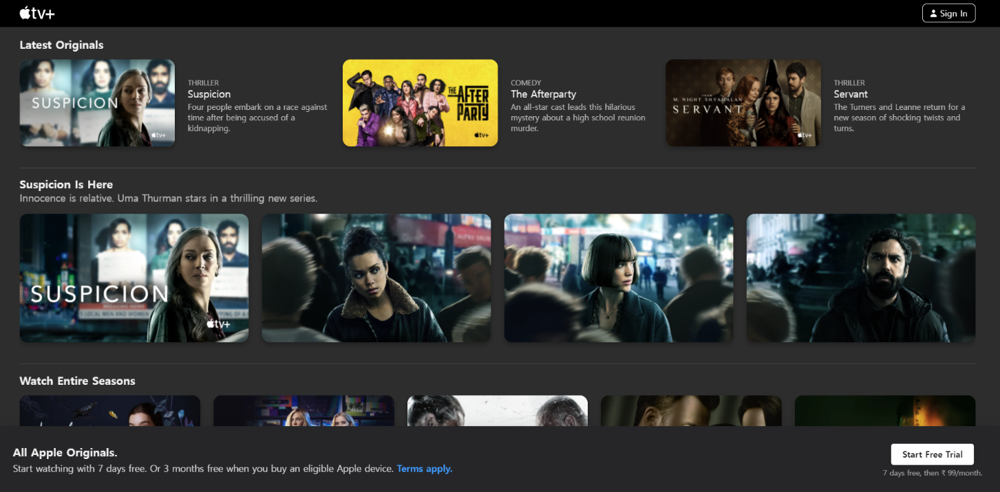 tv+
Sign In
Latest Originals
SUSPICION
tv+
THRILLER
Suspicion
Four people embark on a race against
time after being accused of a
kidnapping.
THE
AFTER
PARTY
tv+
COMEDY
The Afterparty
An all-star cast leads this hilarious
mystery about a high school reunion
murder.
FROM
M. NIGHT SHYAMALAN
SERVANT
tv+
THRILLER
Servant
The Turners and Leanne return for a
new season of shocking twists and
turns.
Suspicion Is Here
Innocence is relative. Uma Thurman stars in a thrilling new series.
SUSPICION
LOCAL MEN AND WOMEN
tv+
Watch Entire Seasons
All Apple Originals.
Start watching with 7 days free. Or 3 months free when you buy an eligible Apple device. Terms apply.
Start Free Trial
7 days free, then ₹ 99/month.